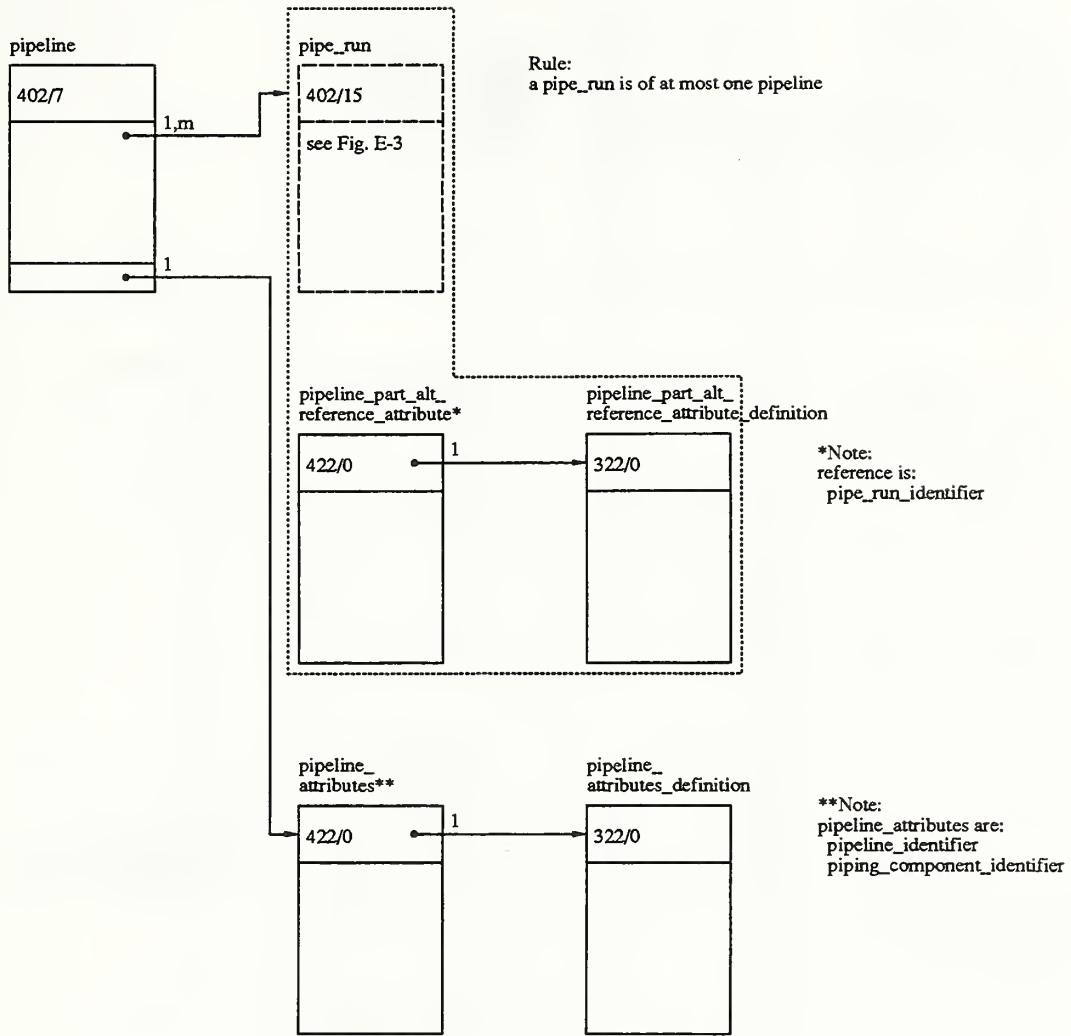 pipeline
pipe_run
402/7
402/15
Rule:
a pipe_run is of at most one pipeline
1,m
see Fig. E-3
1
pipeline_part_alt_
reference_attribute*
pipeline_part_alt_
reference_attribute_definition
422/0
1
322/0
*Note:
reference is:
pipe_run_identifier
pipeline_
attributes**
pipeline_
attributes_definition
422/0
1
322/0
**Note:
pipeline_attributes are:
pipeline_identifier
piping_component_identifier